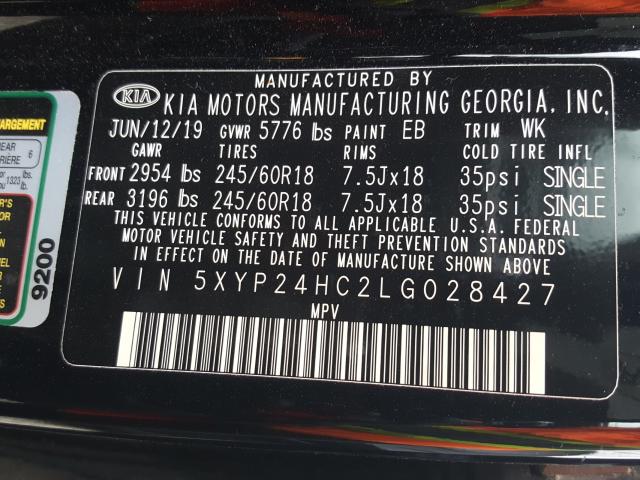 MANUFACTURED BY
KIA KIA MOTORS MANUFACTURING GEORGIA, INC.
JUN/12/19 GVWR 5776 lbs PAINT EB TRIM WK
GAWR TIRES RIMS COLD TIRE INFL
FRONT 2954 lbs 245/60R18 7.5Jx18 35psi SINGLE
REAR 3196 lbs 245/60R18 7.5Jx18 35psi SINGLE
THIS VEHICLE CONFORMS TO ALL APPLICABLE U.S.A. FEDERAL
MOTOR VEHICLE SAFETY AND THEFT PREVENTION STANDARDS
IN EFFECT ON THE DATE OF MANUFACTURE SHOWN ABOVE.
VIN 5XYP24HC2LG028427
MPV
6
1323 lbs.
9200